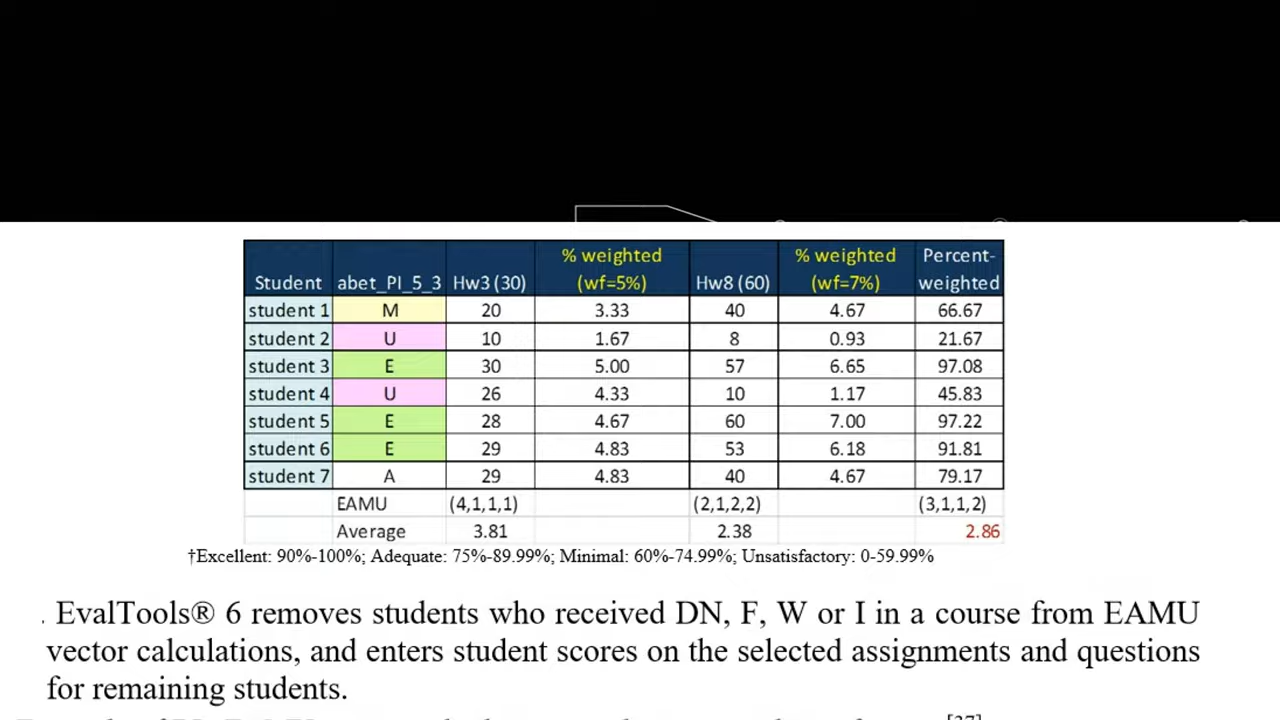 % weighted % weighted Percent-
Student abet_PI_5_3 Hw3 (30) (wf=5%) Hw8 (60) (wf=7%) weighted
student 1 M 20 3.33 40 4.67 66.67
student 2 U 10 1.67 8 0.93 21.67
student 3 E 30 5.00 57 6.65 97.08
student 4 U 26 4.33 10 1.17 45.83
student 5 E 28 4.67 60 7.00 97.22
student 6 E 29 4.83 53 6.18 91.81
student 7 A 29 4.83 40 4.67 79.17
EAMU (4,1,1,1) (2,1,2,2) (3,1,1,2)
Average 3.81 2.38 2.86
†Excellent: 90%-100%; Adequate: 75%-89.99%; Minimal: 60%-74.99%; Unsatisfactory: 0-59.99%
. EvalTools® 6 removes students who received DN, F, W or I in a course from EAMU
vector calculations, and enters student scores on the selected assignments and questions
for remaining students.